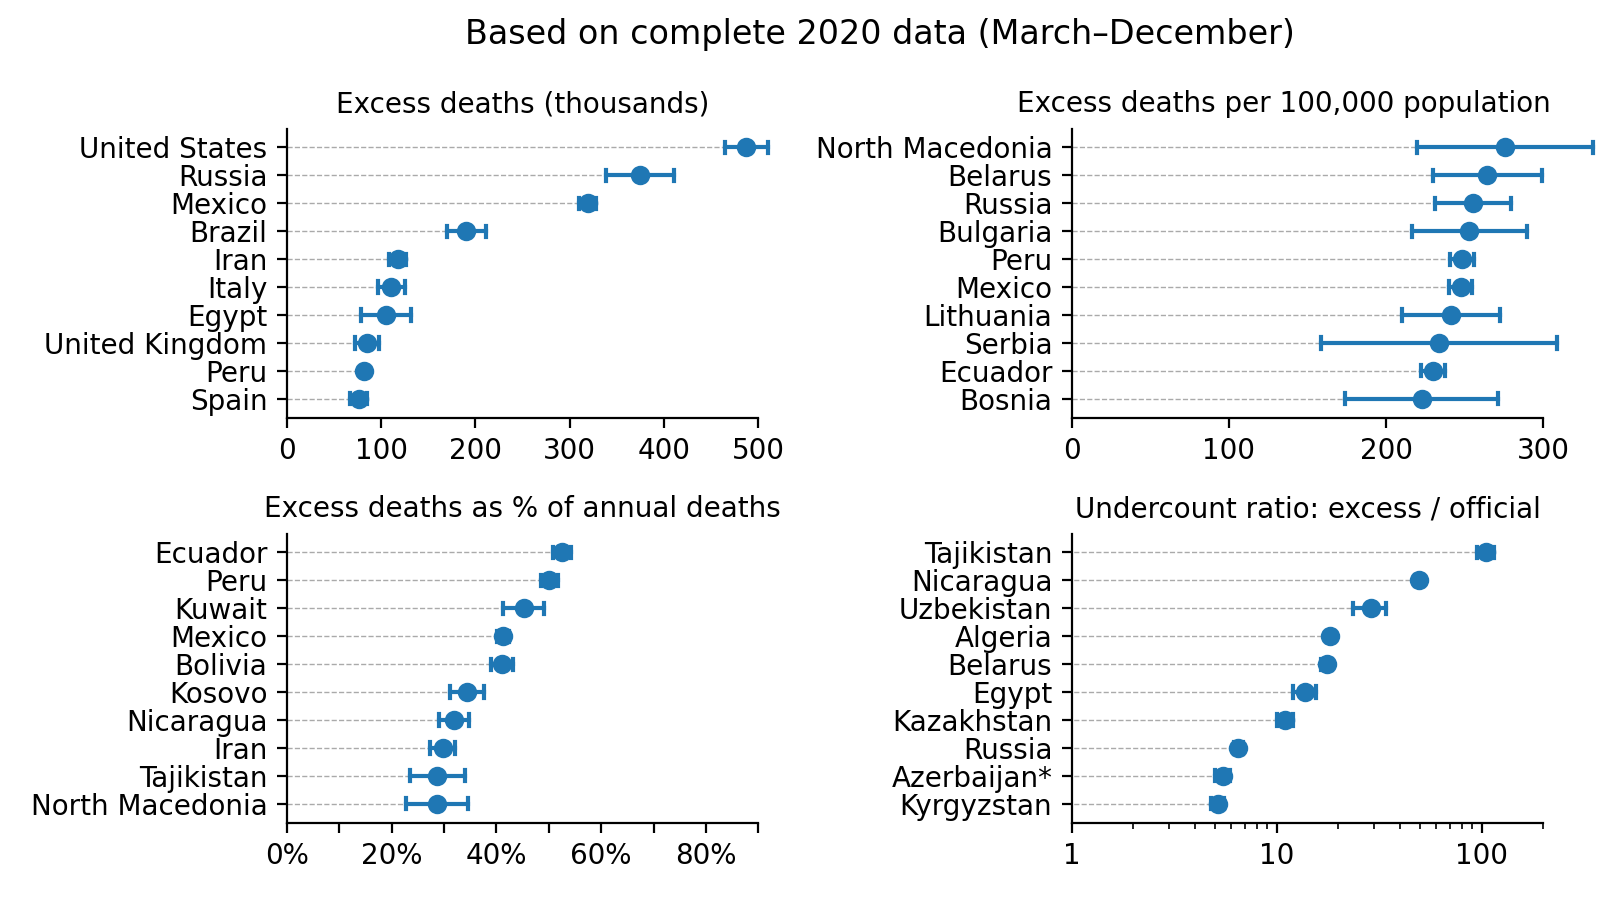 Based on complete 2020 data (March–December)
Excess deaths (thousands)
United States
Russia
Mexico
Brazil
Iran
Italy
Egypt
United Kingdom
Peru
Spain
0 100 200 300 400 500
Excess deaths per 100,000 population
North Macedonia
Belarus
Russia
Bulgaria
Peru
Mexico
Lithuania
Serbia
Ecuador
Bosnia
0 100 200 300
Excess deaths as % of annual deaths
Ecuador
Peru
Kuwait
Mexico
Bolivia
Kosovo
Nicaragua
Iran
Tajikistan
North Macedonia
0% 20% 40% 60% 80%
Undercount ratio: excess / official
Tajikistan
Nicaragua
Uzbekistan
Algeria
Belarus
Egypt
Kazakhstan
Russia
Azerbaijan*
Kyrgyzstan
1 10 100